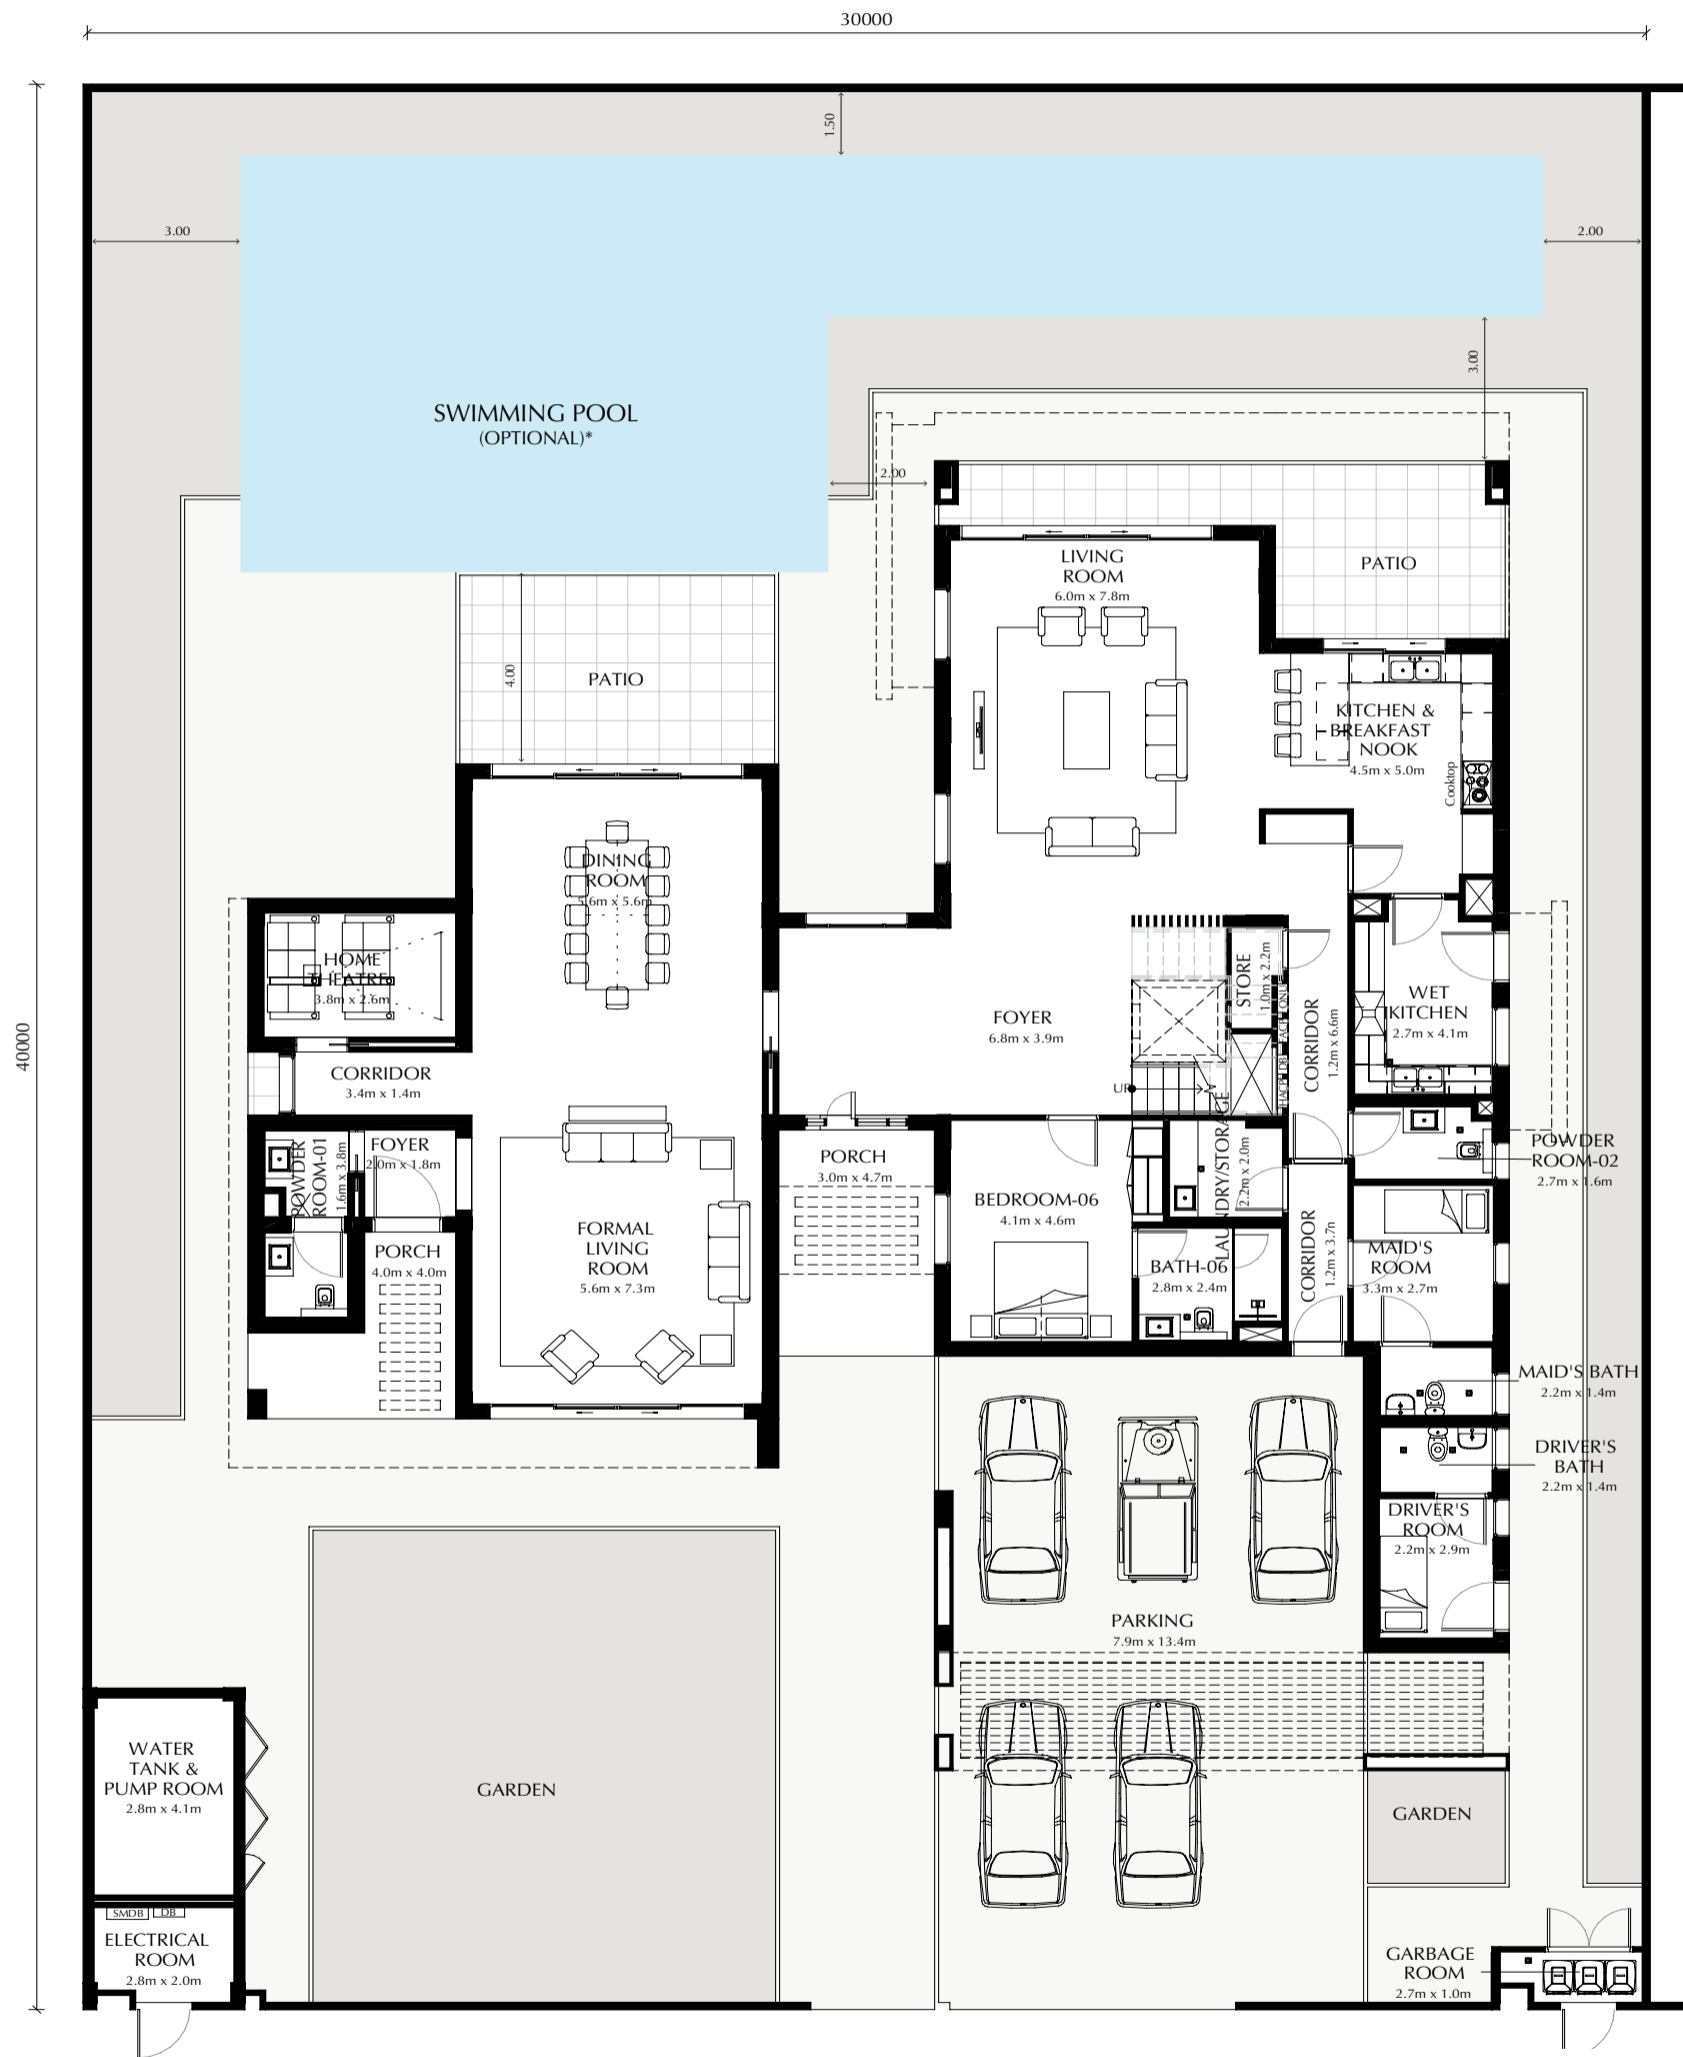 30000
1.50
3.00
2.00
3.00
SWIMMING POOL
(OPTIONAL)*
2.00
LIVING
ROOM
6.0m x 7.8m
PATIO
4.00
PATIO
KITCHEN &
BREAKFAST
NOOK
4.5m x 5.0m
Cooktop
DINING
ROOM
5.6m x 5.6m
HOME
THEATRE
3.8m x 2.6m
STORE
1.0m x 2.2m
WET
KITCHEN
2.7m x 4.1m
FOYER
6.8m x 3.9m
CORRIDOR
1.2m x 6.6m
40000
CORRIDOR
3.4m x 1.4m
UP
POWDER
ROOM-01
1.6m x 3.8m
FOYER
2.0m x 1.8m
PORCH
3.0m x 4.7m
LAUNDRY/STORAGE
2.2m x 2.0m
POWDER
ROOM-02
2.7m x 1.6m
BEDROOM-06
4.1m x 4.6m
FORMAL
LIVING
ROOM
5.6m x 7.3m
PORCH
4.0m x 4.0m
BATH-06
2.8m x 2.4m
CORRIDOR
1.2m x 3.7n
MAID'S
ROOM
3.3m x 2.7m
MAID'S BATH
2.2m x 1.4m
DRIVER'S
BATH
2.2m x 1.4m
DRIVER'S
ROOM
2.2m x 2.9m
PARKING
7.9m x 13.4m
WATER
TANK &
PUMP ROOM
2.8m x 4.1m
GARDEN
GARDEN
SMDB
DB
ELECTRICAL
ROOM
2.8m x 2.0m
GARBAGE
ROOM
2.7m x 1.0m